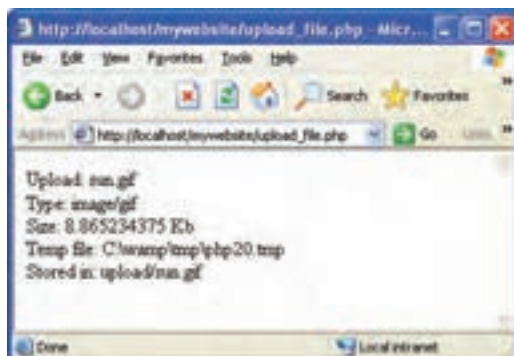 http://localhost/mywebsite/upload_file.php - Micr...
File Edit View Favorites Tools Help
Back Search Favorites
Address http://localhost/mywebsite/upload_file.php Go Links
Upload: sun.gif
Type: image/gif
Size: 8.865234375 Kb
Temp file: C:\wamp\tmp\php20.tmp
Stored in: upload/sun.gif
Done Local intranet